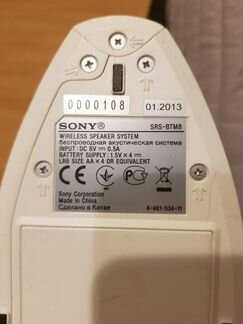 0000108
01.2013
SONY®
SRS-BTM8
WIRELESS SPEAKER SYSTEM
беспроводная акустическая система
INPUT: DC 6V 0.5A
BATTERY SUPPLY: 1.5V × 4
LR6 SIZE AA × 4 OR EQUIVALENT
Sony Corporation
Made in China
Сделано в Китае
CE
4-461-534-11